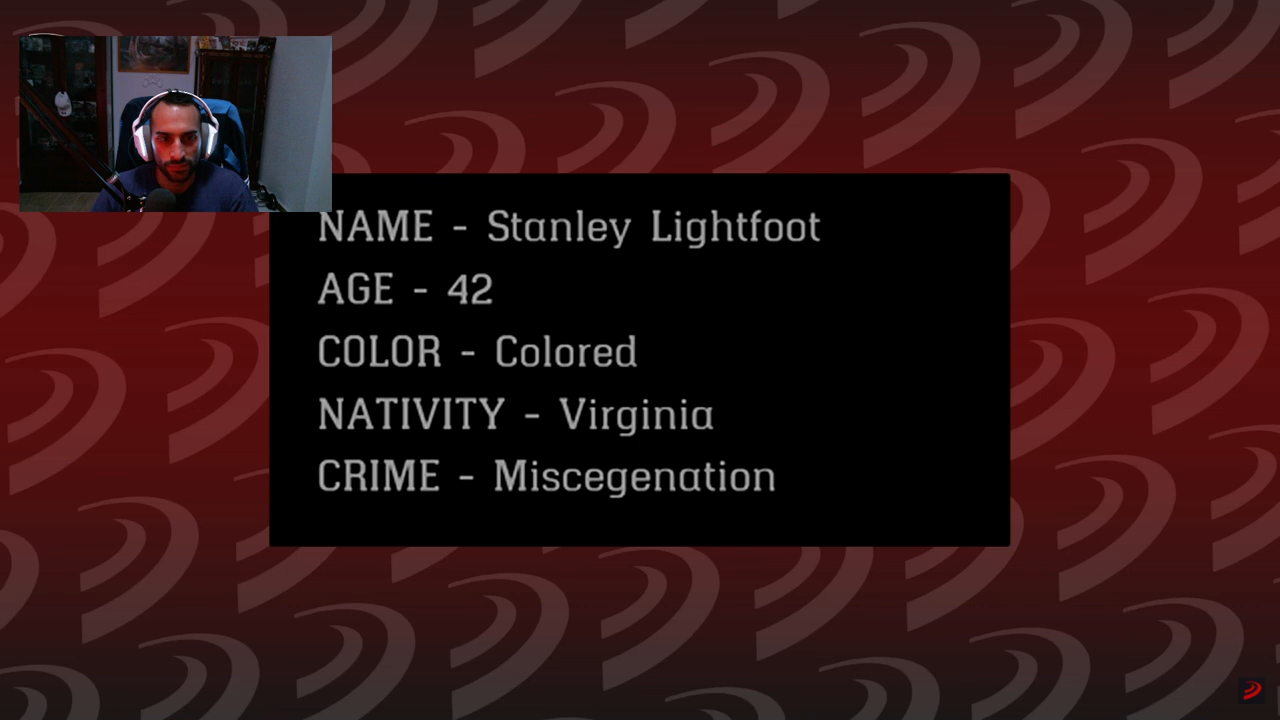 NAME - Stanley Lightfoot
AGE - 42
COLOR - Colored
NATIVITY - Virginia
CRIME - Miscegenation